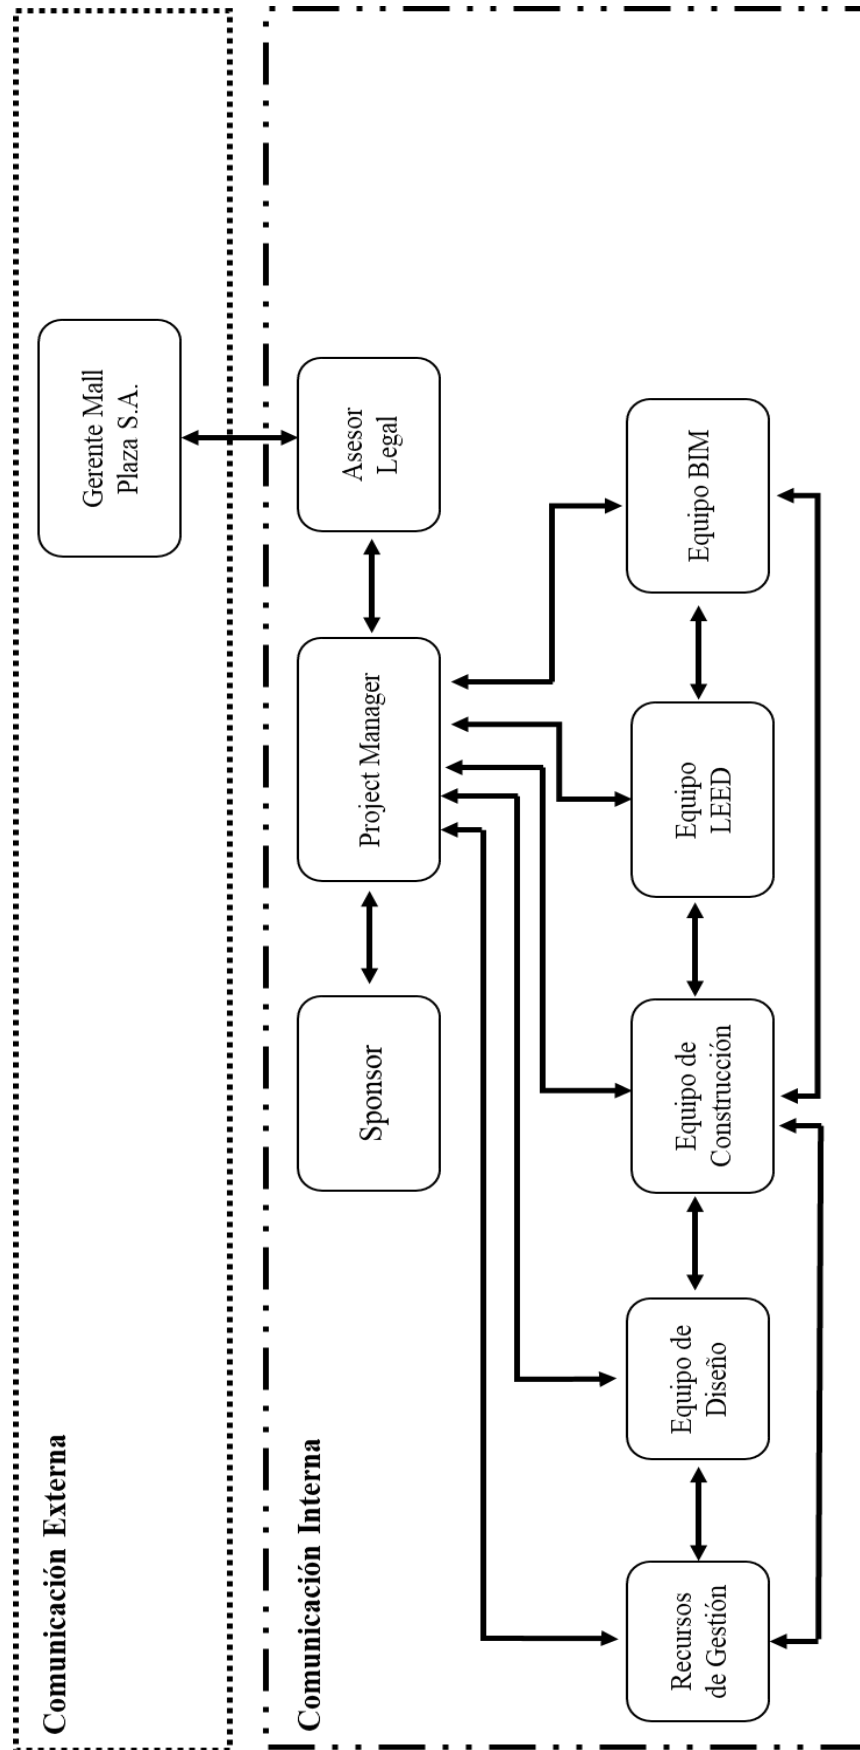 Comunicación Externa
Gerente Mall
Plaza S.A.
Comunicación Interna
Sponsor
Project Manager
Asesor
Legal
Recursos
de Gestión
Equipo de
Diseño
Equipo de
Construcción
Equipo
LEED
Equipo BIM